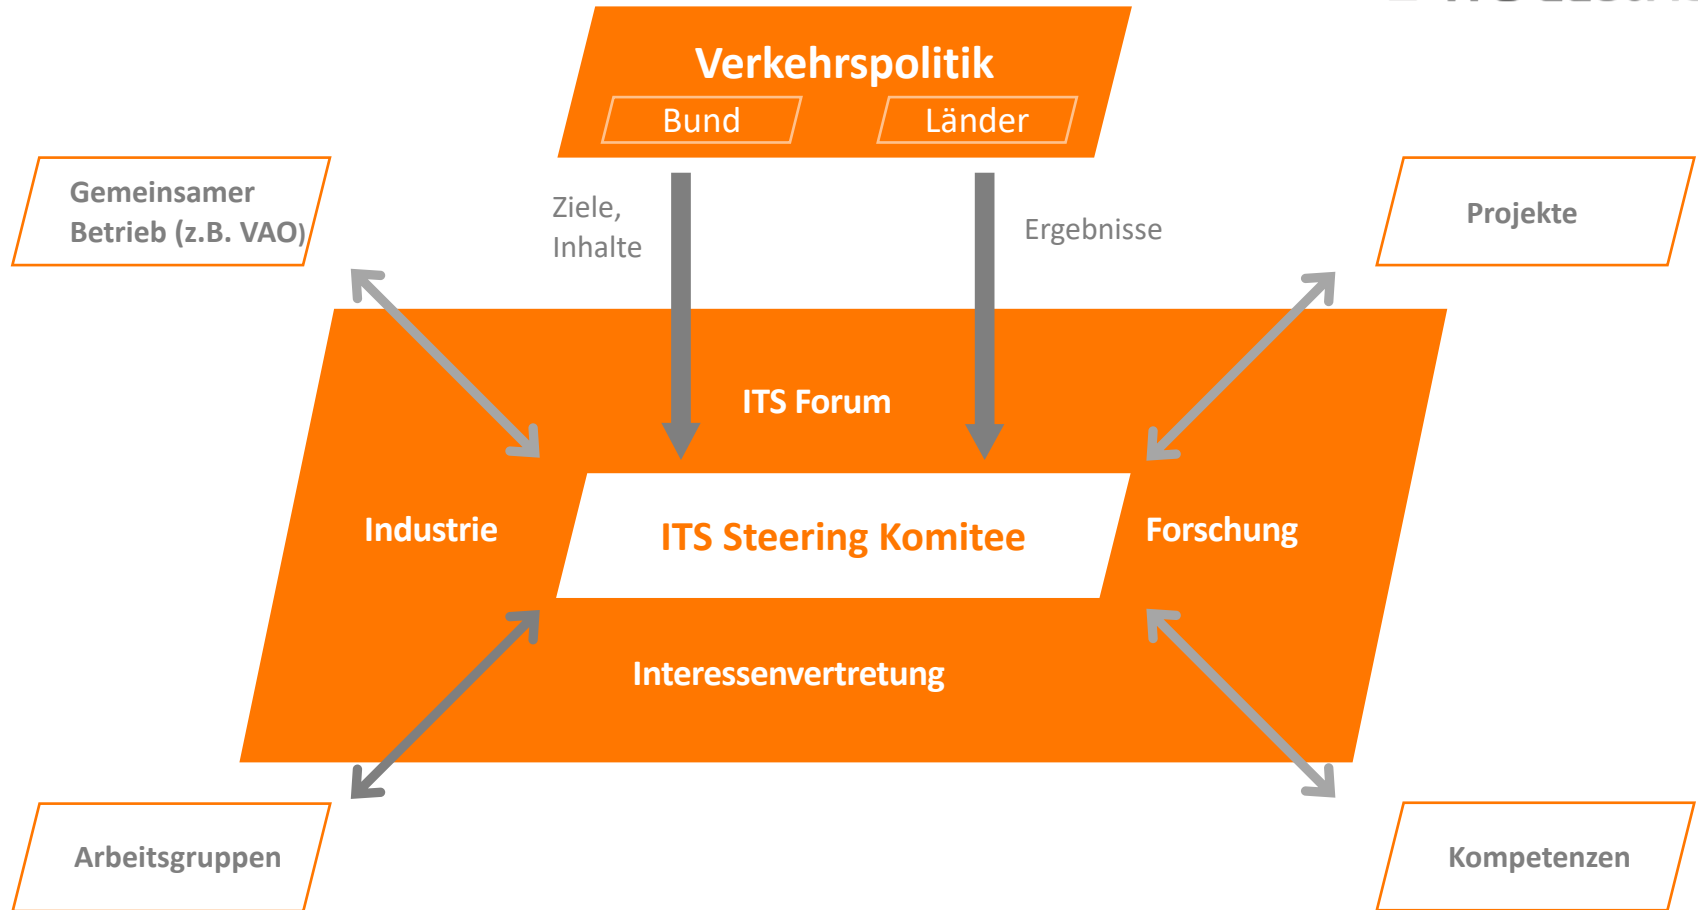 Verkehrspolitik
Bund
Länder
Gemeinsamer
Betrieb (z.B. VAO)
Ziele,
Inhalte
Ergebnisse
Projekte
ITS Forum
Industrie
ITS Steering Komitee
Forschung
Interessenvertretung
Arbeitsgruppen
Kompetenzen